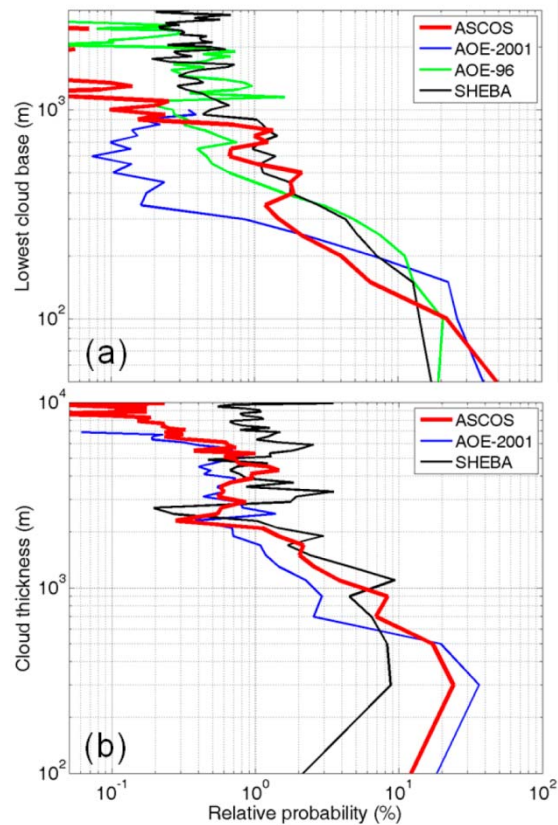 ASCOS
AOE-2001
AOE-96
SHEBA
Lowest cloud base (m)
10³
10²
(a)
ASCOS
AOE-2001
SHEBA
Cloud thickness (m)
10⁴
10³
10²
(b)
10⁻¹ 10⁰ 10¹ 10²
Relative probability (%)